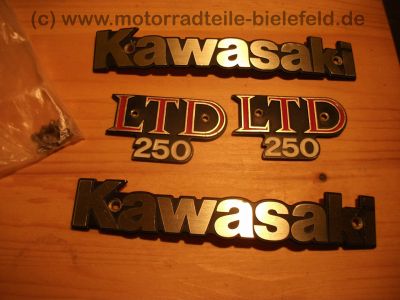 (c) www.motorradteile-bielefeld.de
Kawasaki
LTD LTD
250 250
Kawasaki